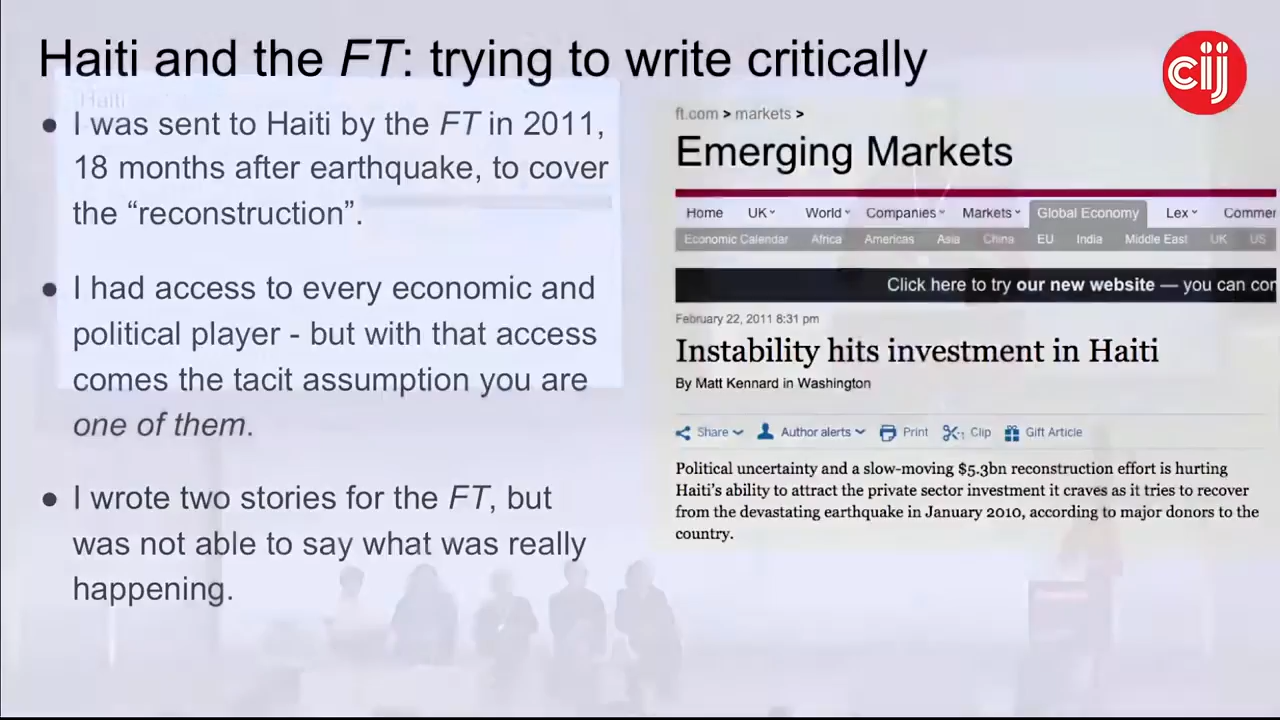 Haiti and the FT: trying to write critically
cij
Haiti
● I was sent to Haiti by the FT in 2011,
18 months after earthquake, to cover
the “reconstruction”.
● I had access to every economic and
political player - but with that access
comes the tacit assumption you are
one of them.
● I wrote two stories for the FT, but
was not able to say what was really
happening.
ft.com > markets >
Emerging Markets
Home UK World Companies Markets Global Economy Lex Commer
Economic Calendar Africa Americas Asia China EU India Middle East UK US
Click here to try our new website — you can con
February 22, 2011 8:31 pm
Instability hits investment in Haiti
By Matt Kennard in Washington
Share Author alerts Print Clip Gift Article
Political uncertainty and a slow-moving $5.3bn reconstruction effort is hurting
Haiti’s ability to attract the private sector investment it craves as it tries to recover
from the devastating earthquake in January 2010, according to major donors to the
country.